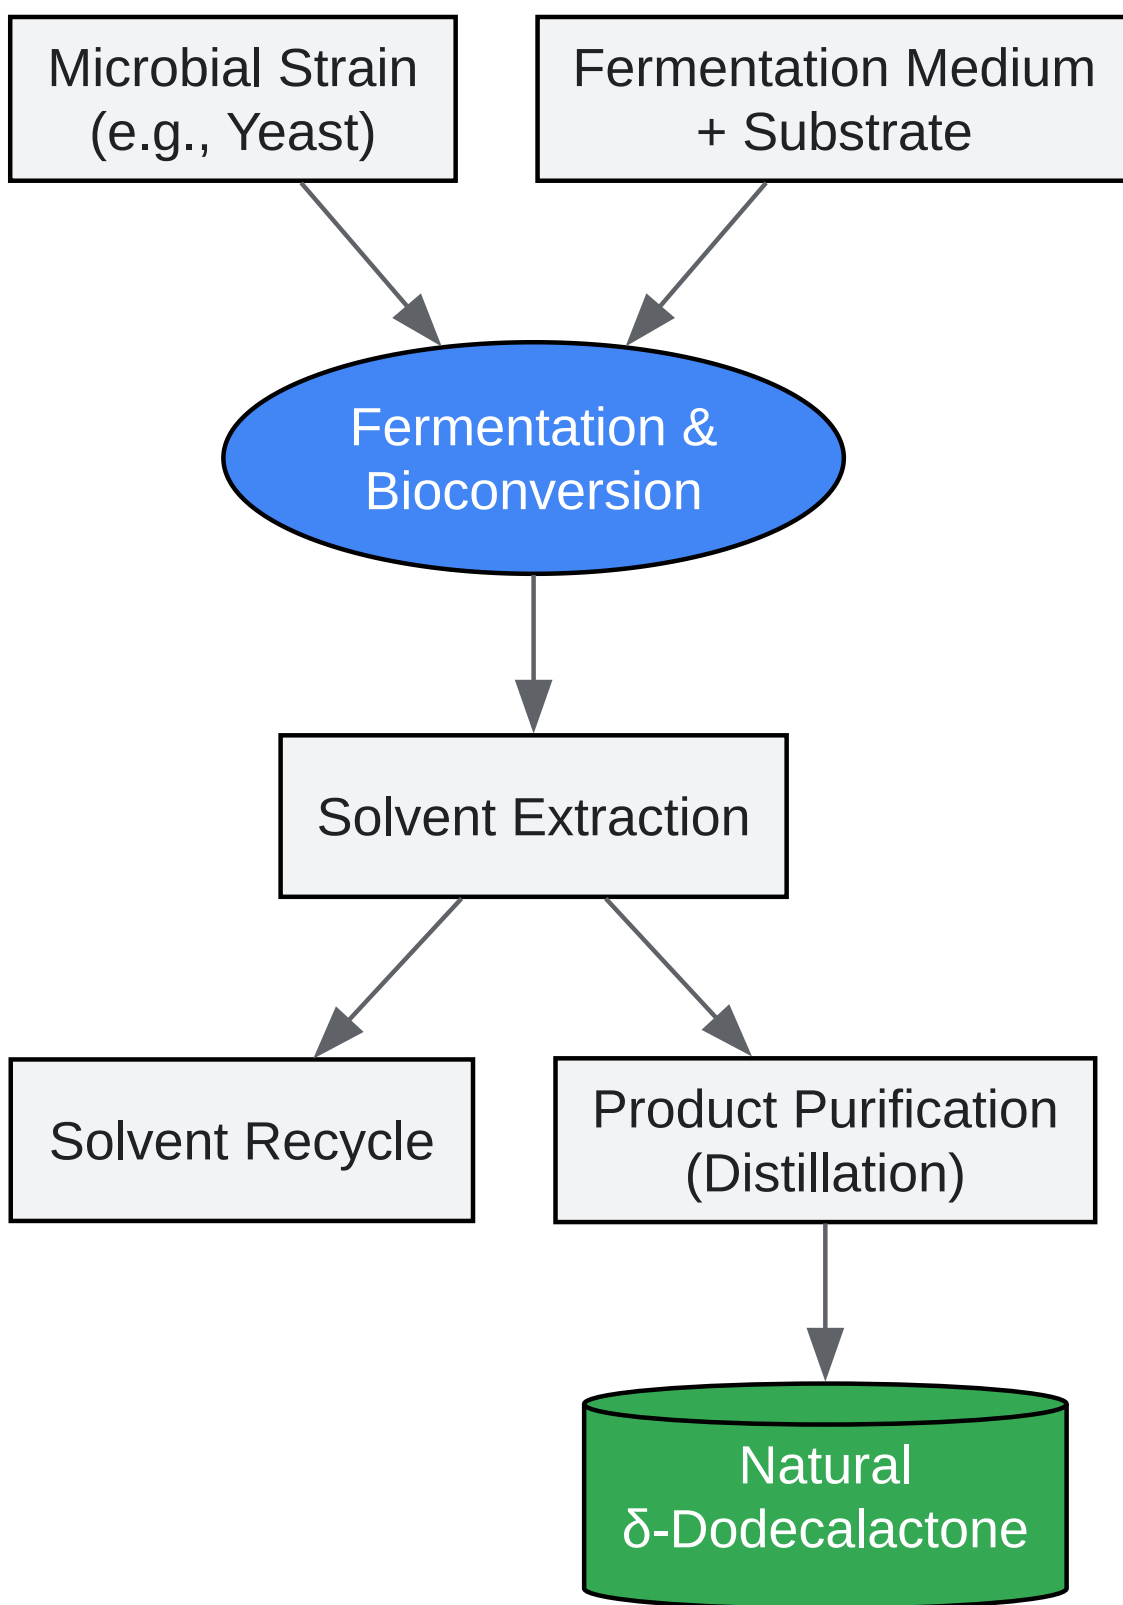 Microbial Strain
(e.g., Yeast)
Fermentation Medium
+ Substrate
Fermentation &
Bioconversion
Solvent Extraction
Solvent Recycle
Product Purification
(Distillation)
Natural
δ-Dodecalactone